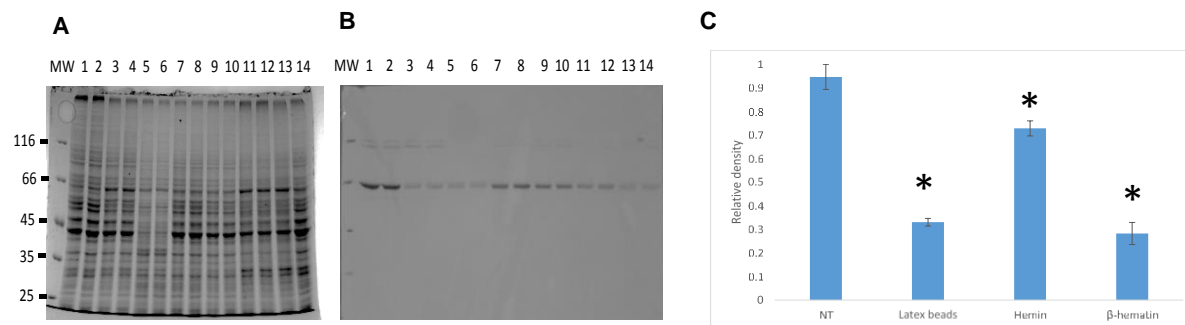 A
B
C
MW 1 2 3 4 5 6 7 8 9 10 11 12 13 14
116
66
45
35
25
MW 1 2 3 4 5 6 7 8 9 10 11 12 13 14
1
0.9
0.8
0.7
0.6
0.5
0.4
0.3
0.2
0.1
0
Relative density
*
*
*
NT Latex beads Hemin β-hematin